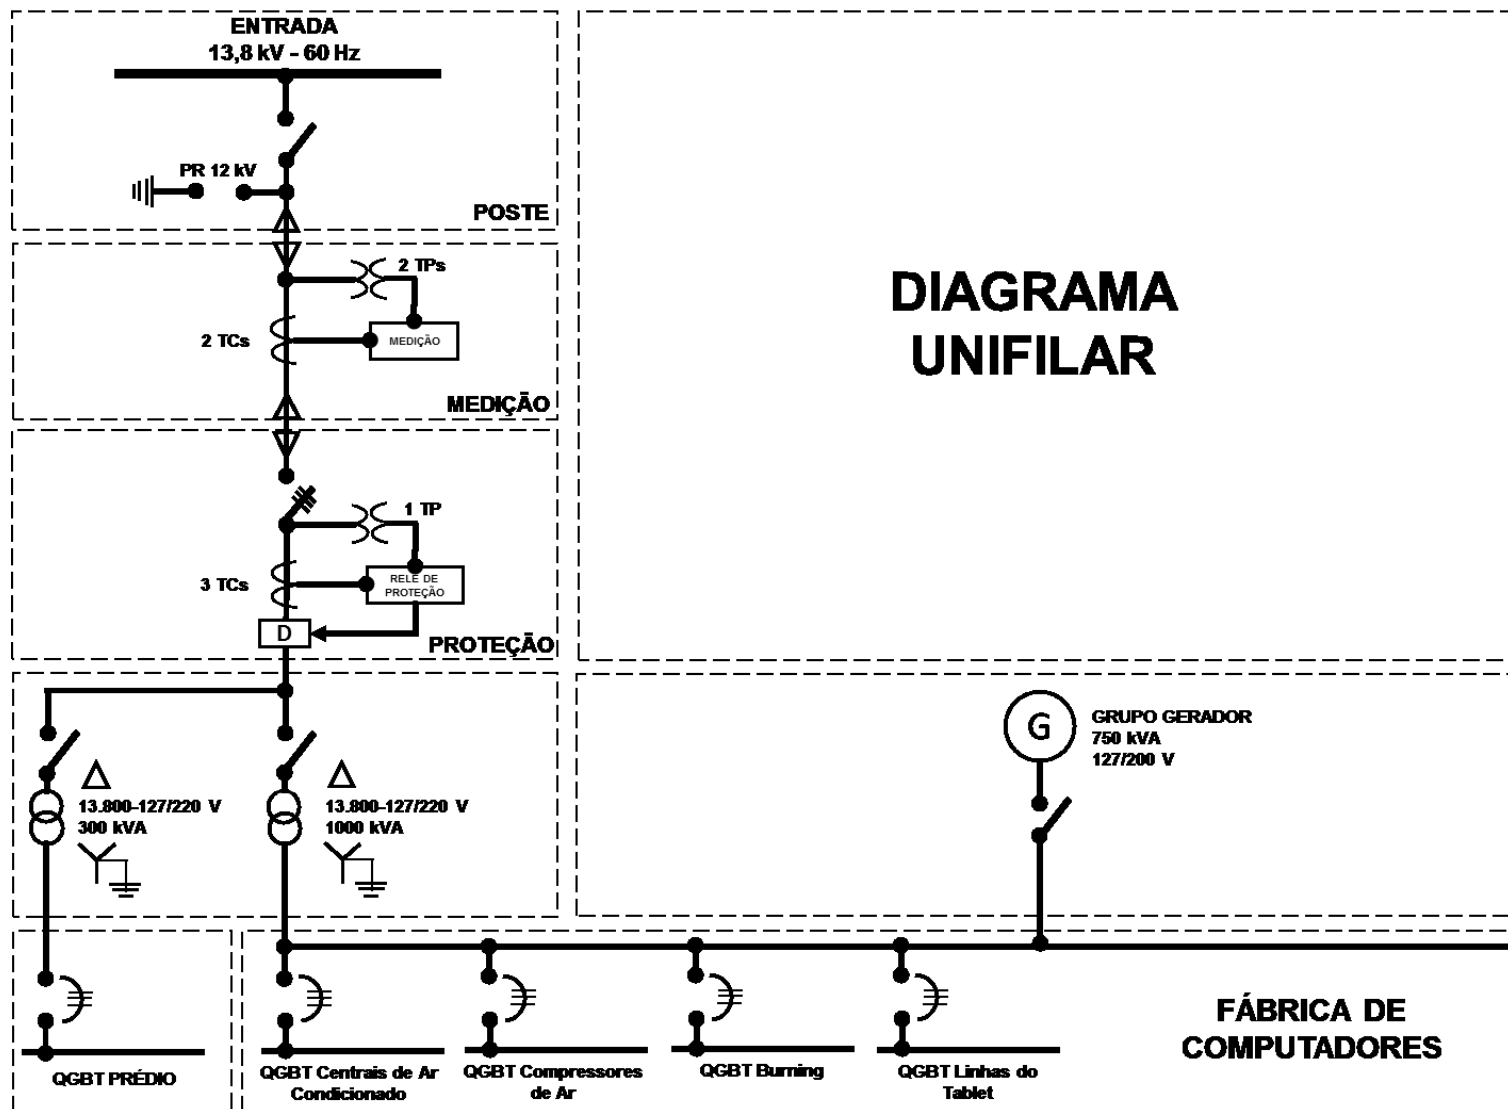 ENTRADA
13,8 kV - 60 Hz
PR 12 kV
POSTE
2 TPs
2 TCs
MEDIÇÃO
MEDIÇÃO
1 TP
3 TCs
RELE DE
PROTEÇÃO
D
PROTEÇÃO
DIAGRAMA
UNIFILAR
13.800-127/220 V
300 kVA
13.800-127/220 V
1000 kVA
G
GRUPO GERADOR
750 kVA
127/200 V
QGBT PRÉDIO
QGBT Centrais de Ar
Condicionado
QGBT Compressores
de Ar
QGBT Burning
QGBT Linhas do
Tablet
FÁBRICA DE
COMPUTADORES